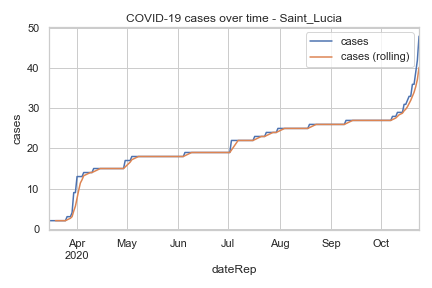 COVID-19 cases over time - Saint_Lucia
cases
cases (rolling)
50
40
30
20
10
0
cases
Apr May Jun Jul Aug Sep Oct
2020
dateRep